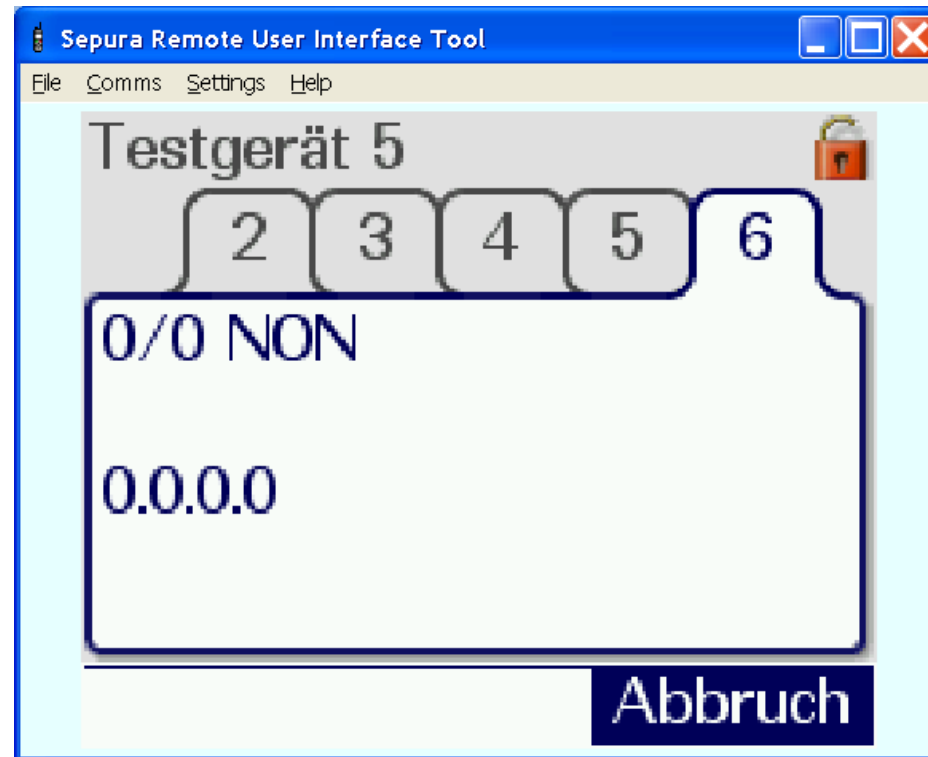 Sepura Remote User Interface Tool
File Comms Settings Help
Testgerät 5
2 3 4 5 6
0/0 NON
0.0.0.0
Abbruch